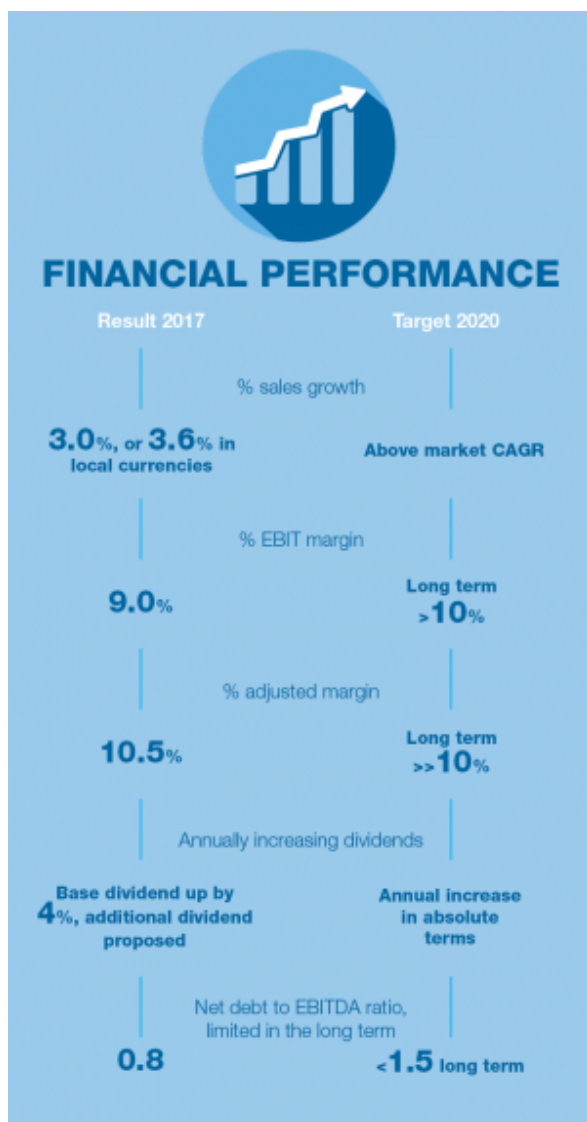 FINANCIAL PERFORMANCE
Result 2017
Target 2020
% sales growth
3.0%, or 3.6% in
local currencies
Above market CAGR
% EBIT margin
9.0%
Long term
>10%
% adjusted margin
10.5%
Long term
>>10%
Annually increasing dividends
Base dividend up by
4%, additional dividend
proposed
Annual increase
in absolute
terms
Net debt to EBITDA ratio,
limited in the long term
0.8
<1.5 long term